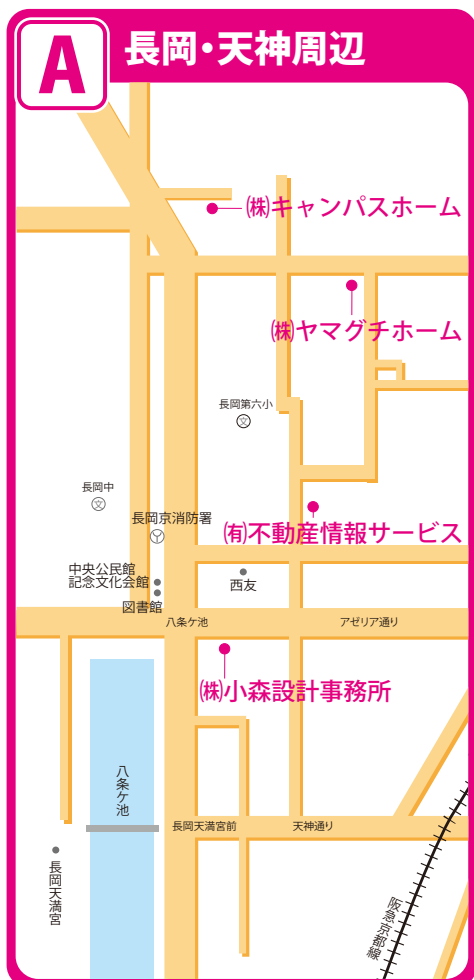 A
長岡・天神周辺
㈱キャンパスホーム
㈱ヤマグチホーム
長岡第六小
文
長岡中
文
長岡京消防署
㈲不動産情報サービス
中央公民館
記念文化会館
図書館
西友
八条ケ池
アゼリア通り
㈱小森設計事務所
八条ケ池
長岡天満宮前
天神通り
長岡天満宮
阪急京都線